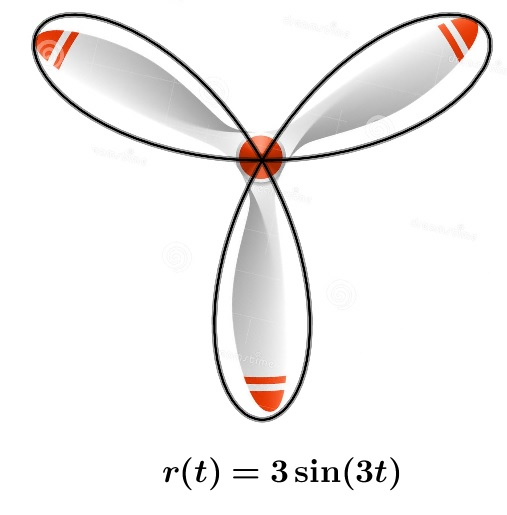 r(t) = 3 sin(3t)